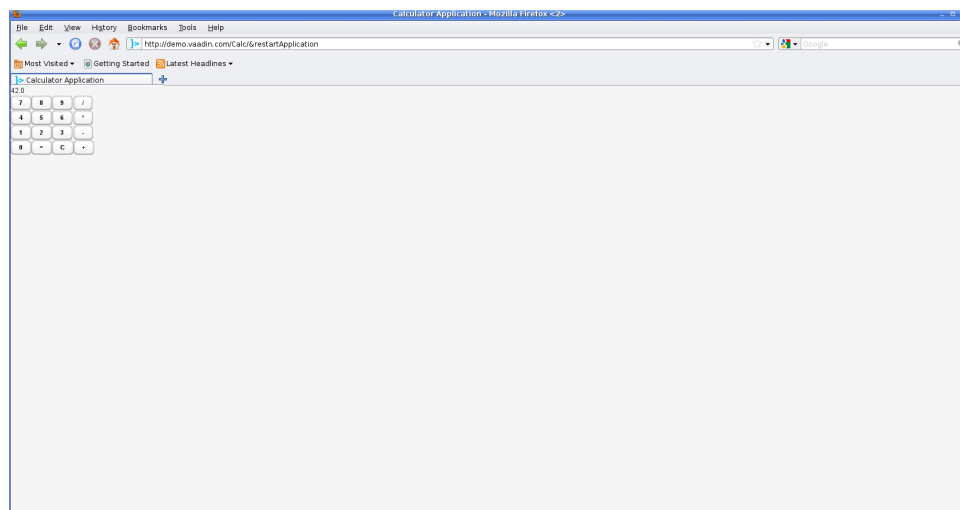 Calculator Application - Mozilla Firefox <2>
File Edit View History Bookmarks Tools Help
http://demo.vaadin.com/Calc/&restartApplication Google
Most Visited Getting Started Latest Headlines
Calculator Application
42.0
7 8 9 /
4 5 6 *
1 2 3 -
0 = C +